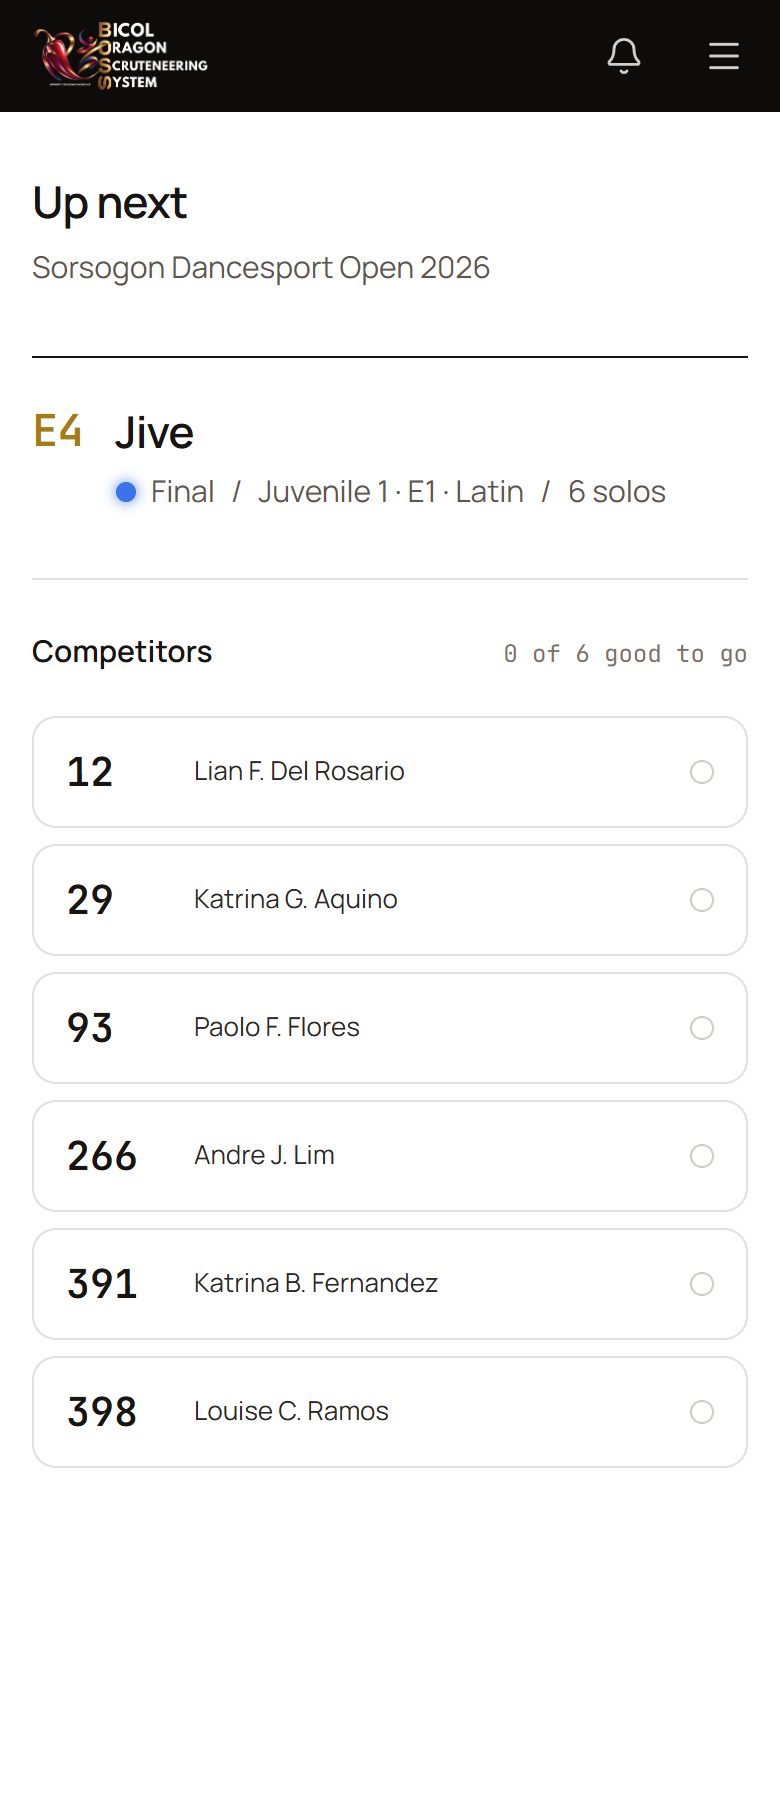 BICOL
DRAGON
SCRUTENEERING
SYSTEM
Up next
Sorsogon Dancesport Open 2026
E4 Jive
Final / Juvenile 1 · E1 · Latin / 6 solos
Competitors 0 of 6 good to go
12 Lian F. Del Rosario
29 Katrina G. Aquino
93 Paolo F. Flores
266 Andre J. Lim
391 Katrina B. Fernandez
398 Louise C. Ramos